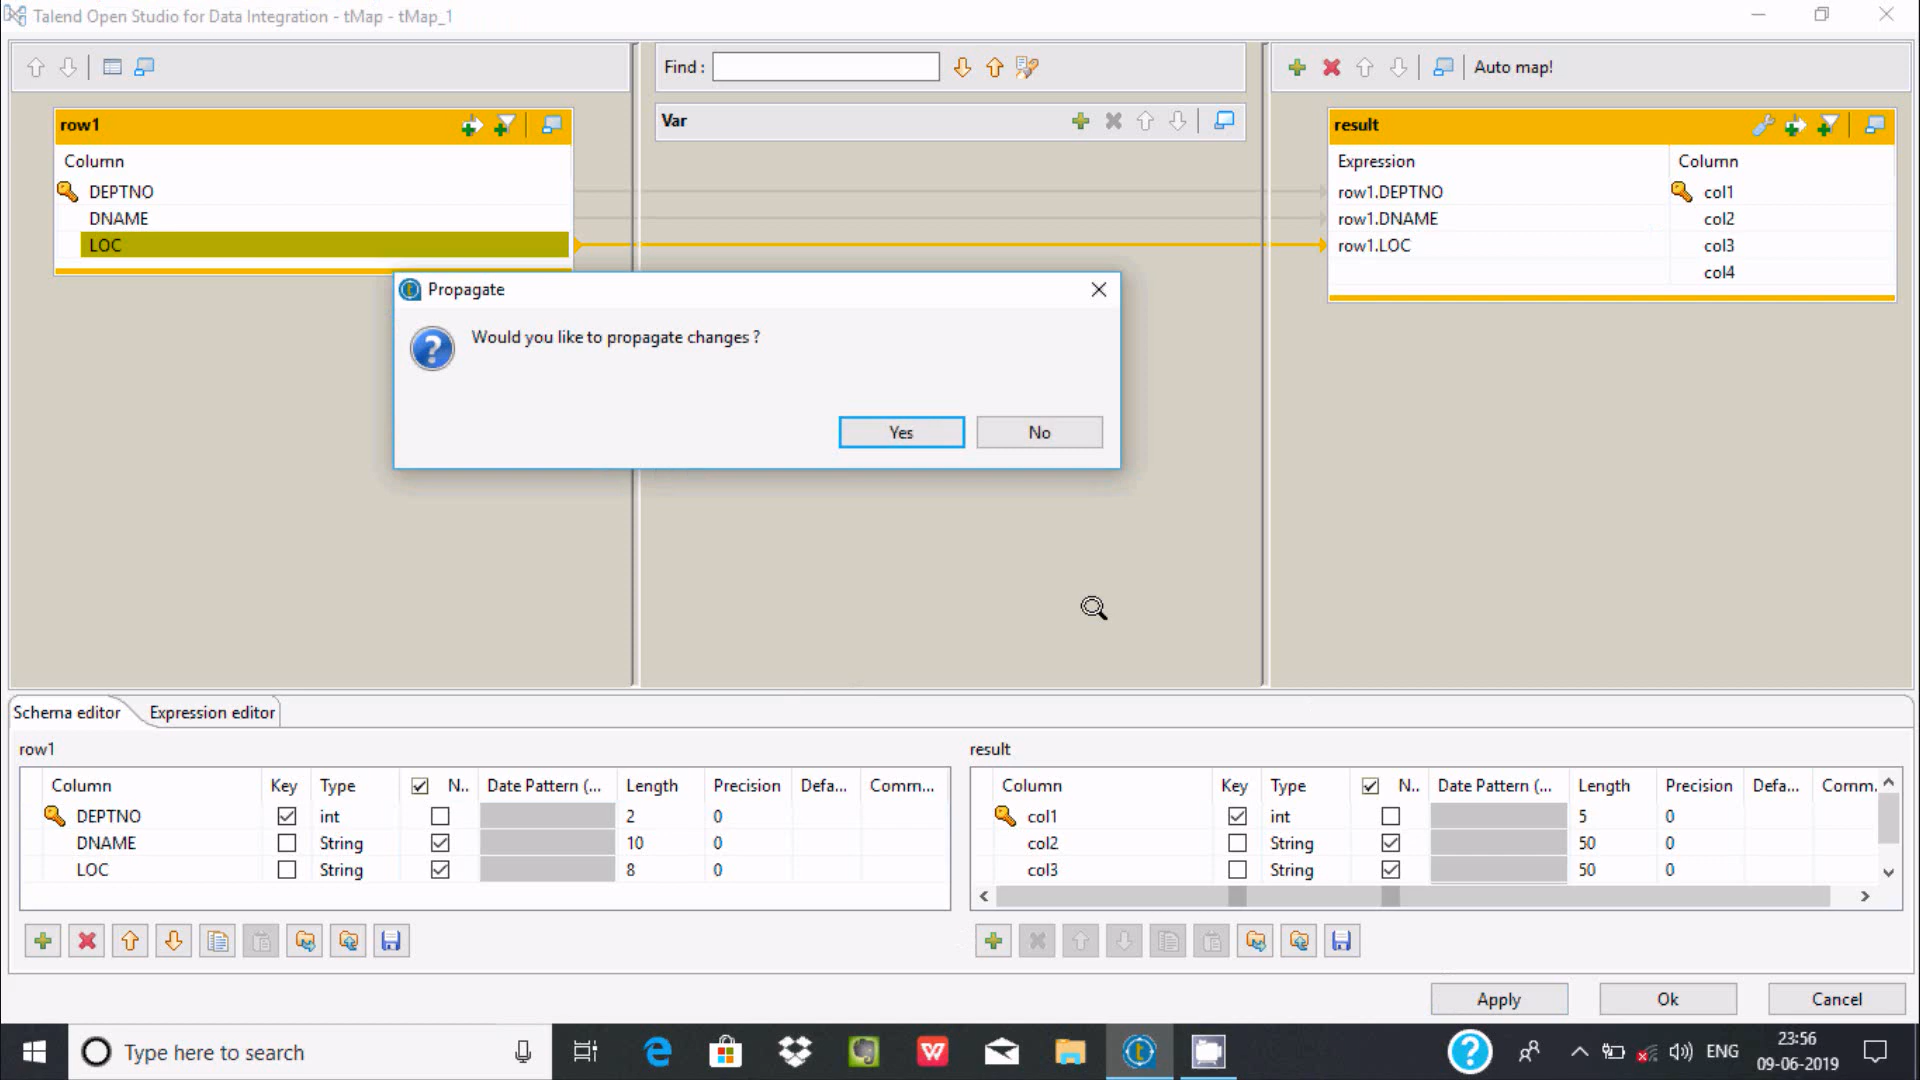 Talend Open Studio for Data Integration - tMap - tMap_1
Find :
Auto map!
row1
Var
result
Column
Expression Column
DEPTNO
row1.DEPTNO col1
DNAME
row1.DNAME col2
LOC
row1.LOC col3
col4
Propagate
Would you like to propagate changes ?
Yes No
Schema editor Expression editor
row1
Column Key Type N.. Date Pattern (... Length Precision Defa... Comm...
DEPTNO int 2 0
DNAME String 10 0
LOC String 8 0
result
Column Key Type N.. Date Pattern (... Length Precision Defa... Comm.
col1 int 5 0
col2 String 50 0
col3 String 50 0
Apply Ok Cancel
Type here to search
ENG
23:56
09-06-2019